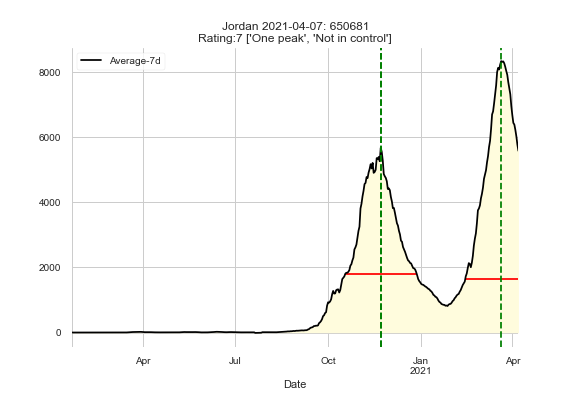 Jordan 2021-04-07: 650681
Rating:7 ['One peak', 'Not in control']
Average-7d
8000
6000
4000
2000
0
Apr
Jul
Oct
Jan
2021
Apr
Date